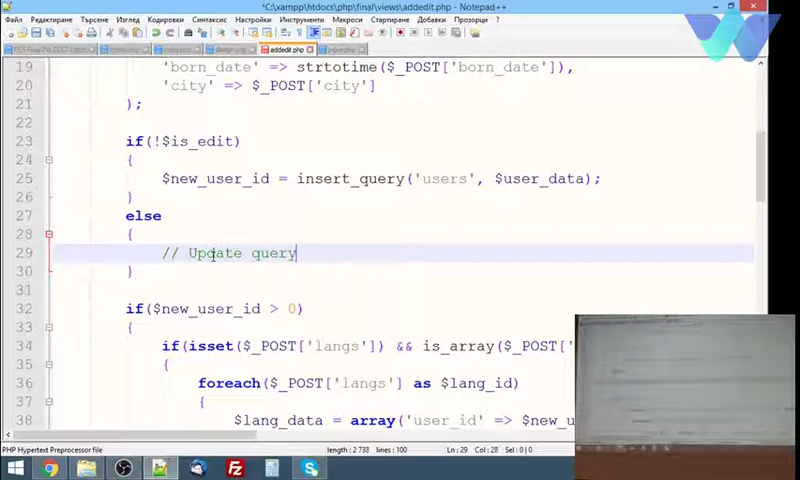 *C:\xampp\htdocs\php\final\views\addedit.php - Notepad++
Файл Редактиране Търсене Изглед Кодировки Синтаксис Настройки Инструменти Макроси Стартиране Добавки Прозорци ?
addedit.php
19 'born_date' => strtotime($_POST['born_date']),
20 'city' => $_POST['city']
21 );
22
23 if(!$is_edit)
24 {
25 $new_user_id = insert_query('users', $user_data);
26 }
27 else
28 {
29 // Update query
30 }
31
32 if($new_user_id > 0)
33 {
34 if(isset($_POST['langs']) && is_array($_POST['
35 {
36 foreach($_POST['langs'] as $lang_id)
37 {
38 $lang_data = array('user_id' => $new_u
PHP Hypertext Preprocessor file length : 2 738 lines : 100 Ln : 29 Col : 28 Sel : 0 | 0